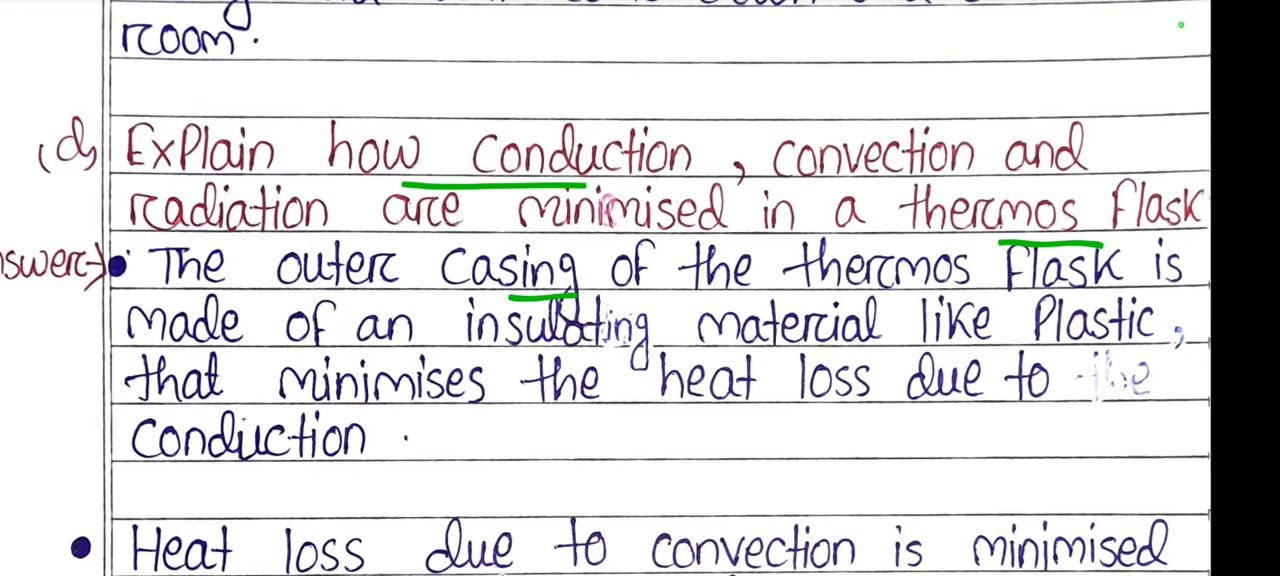 room.
(d) Explain how conduction, convection and
radiation are minimised in a thermos flask
swer→ • The outer casing of the thermos flask is
made of an insulating material like Plastic,
that minimises the heat loss due to the
conduction.
• Heat loss due to convection is minimised